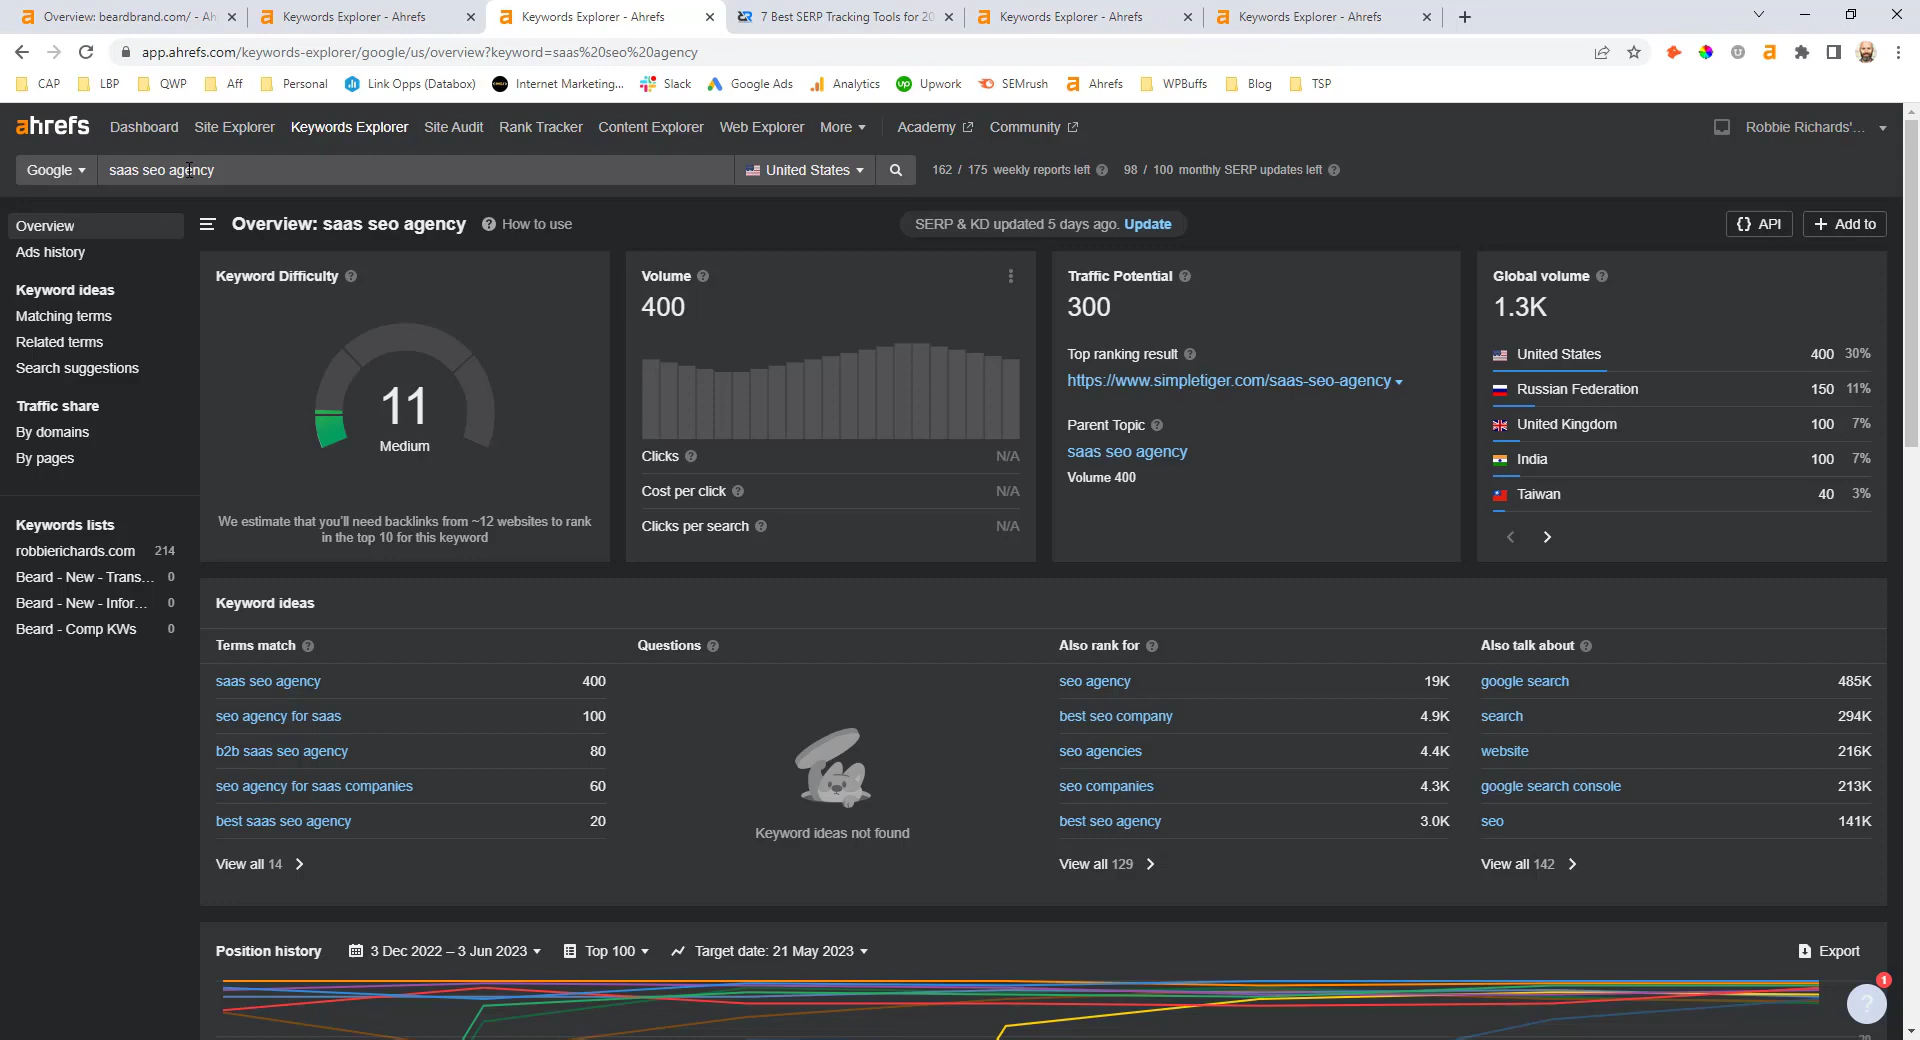 Overview: beardbrand.com/ - Ah
Keywords Explorer - Ahrefs
Keywords Explorer - Ahrefs
7 Best SERP Tracking Tools for 20
Keywords Explorer - Ahrefs
Keywords Explorer - Ahrefs
app.ahrefs.com/keywords-explorer/google/us/overview?keyword=saas%20seo%20agency
CAP
LBP
QWP
Aff
Personal
Link Opps (Databox)
Internet Marketing...
Slack
Google Ads
Analytics
Upwork
SEMrush
Ahrefs
WPBuffs
Blog
TSP
ahrefs
Dashboard
Site Explorer
Keywords Explorer
Site Audit
Rank Tracker
Content Explorer
Web Explorer
More
Academy
Community
Robbie Richards'...
Google
saas seo agency
United States
162 / 175 weekly reports left
98 / 100 monthly SERP updates left
Overview
Ads history
Keyword ideas
Matching terms
Related terms
Search suggestions
Traffic share
By domains
By pages
Keywords lists
robbierichards.com 214
Beard - New - Trans... 0
Beard - New - Infor... 0
Beard - Comp KWs 0
Overview: saas seo agency
How to use
SERP & KD updated 5 days ago. Update
{} API
+ Add to
Keyword Difficulty
11
Medium
We estimate that you'll need backlinks from ~12 websites to rank
in the top 10 for this keyword
Volume
400
Clicks N/A
Cost per click N/A
Clicks per search N/A
Traffic Potential
300
Top ranking result
https://www.simpletiger.com/saas-seo-agency
Parent Topic
saas seo agency
Volume 400
Global volume
1.3K
United States 400 30%
Russian Federation 150 11%
United Kingdom 100 7%
India 100 7%
Taiwan 40 3%
Keyword ideas
Terms match
saas seo agency 400
seo agency for saas 100
b2b saas seo agency 80
seo agency for saas companies 60
best saas seo agency 20
View all 14
Questions
Keyword ideas not found
Also rank for
seo agency 19K
best seo company 4.9K
seo agencies 4.4K
seo companies 4.3K
best seo agency 3.0K
View all 129
Also talk about
google search 485K
search 294K
website 216K
google search console 213K
seo 141K
View all 142
Position history
3 Dec 2022 – 3 Jun 2023
Top 100
Target date: 21 May 2023
Export
1
?
20